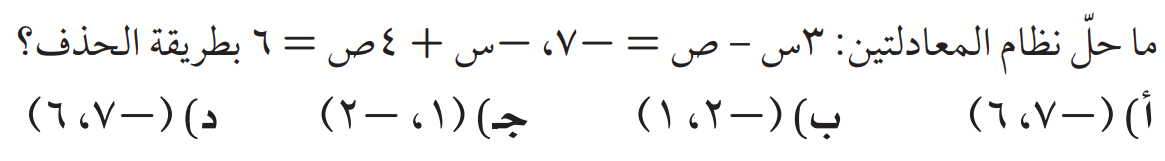 ما حلّ نظام المعادلتين: ٣س – ص = –٧، –س + ٤ص = ٦ بطريقة الحذف؟
أ) (–٧، ٦) ب) (–٢، ١) جـ) (١، –٢) د) (–٧، ٦)